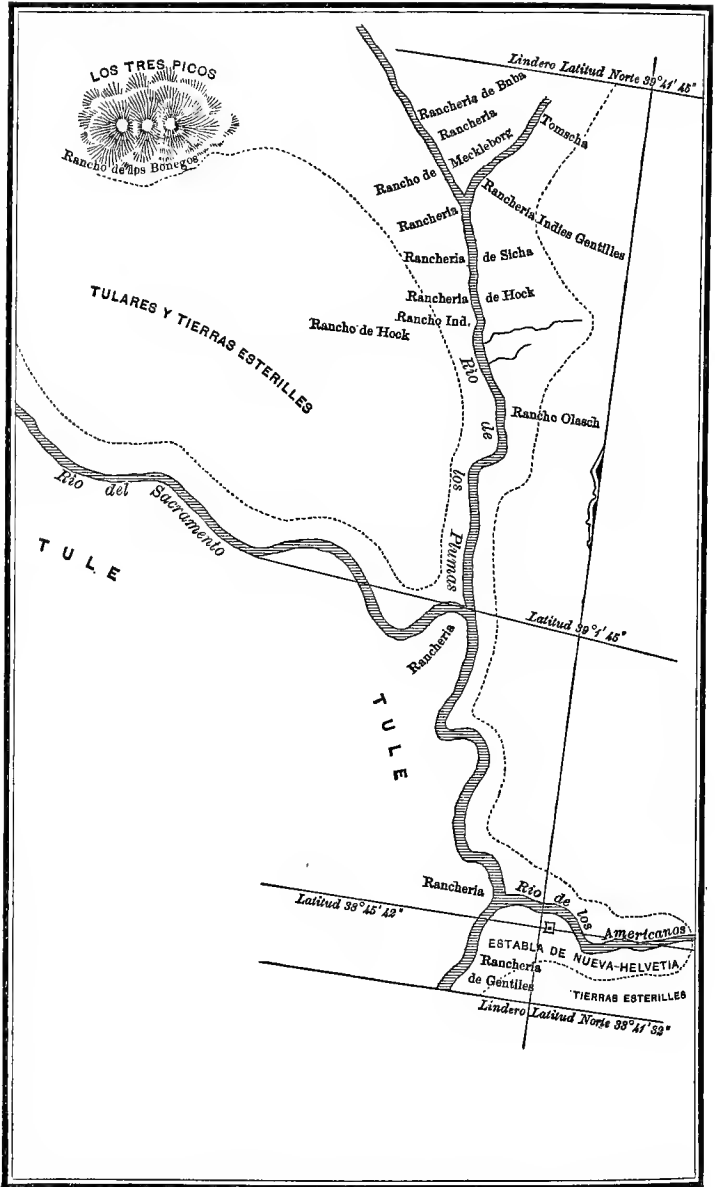 LOS TRES PICOS
Rancho de los Bonegos
Lindero Latitud Norte 39°41'45"
Rancheria de Bnba
Rancheria
Tomscha
Rancho de Meckleborg
Rancheria Indies Gentilles
Rancheria
Rancheria de Sicha
Rancheria de Hock
Rancho Ind.
Rancho de Hock
TULARES Y TIERRAS ESTERILLES
Rancho Olasch
Rio de los Plumas
Rio del Sacramento
TULE
Latitud 39°1'45"
Rancheria
TULE
Rancheria
Rio de los Americanos
Latitud 38°45'42"
ESTABLA DE NUEVA-HELVETIA
Rancheria
de Gentiles
TIERRAS ESTERILLES
Lindero Latitud Norte 38°41'32"